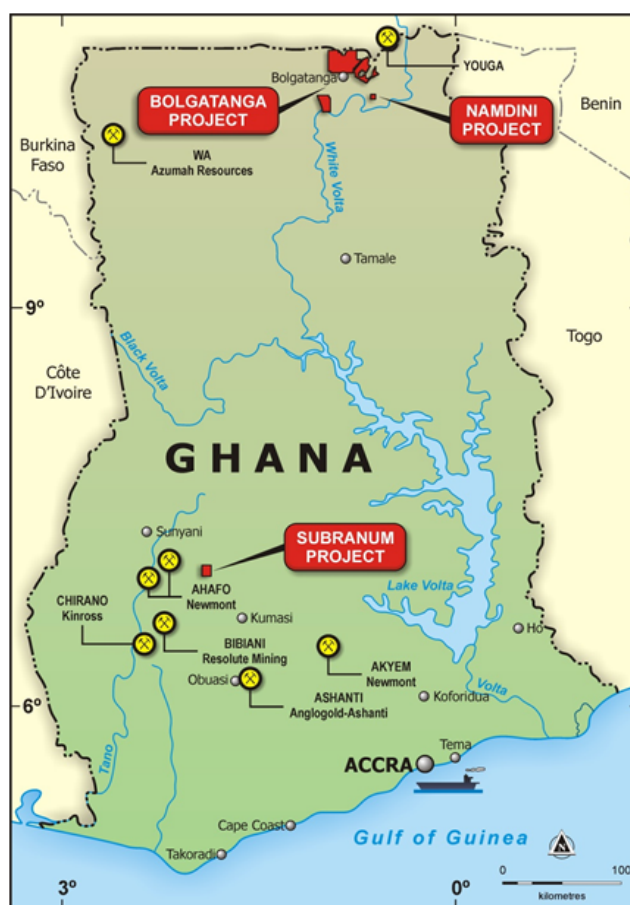 YOUGA
Bolgatanga
BOLGATANGA
PROJECT
NAMDINI
PROJECT
Benin
Burkina
Faso
WA
Azumah Resources
White Volta
Tamale
9º
Togo
Black Volta
Côte
D'Ivoire
GHANA
Sunyani
SUBRANUM
PROJECT
AHAFO
Newmont
Lake Volta
CHIRANO
Kinross
Kumasi
Ho
BIBIANI
Resolute Mining
AKYEM
Newmont
Obuasi
ASHANTI
Anglogold-Ashanti
Koforidua
Volta
6º
Tano
Tema
ACCRA
Cape Coast
Gulf of Guinea
N
Takoradi
0
100
kilometres
3º
0º